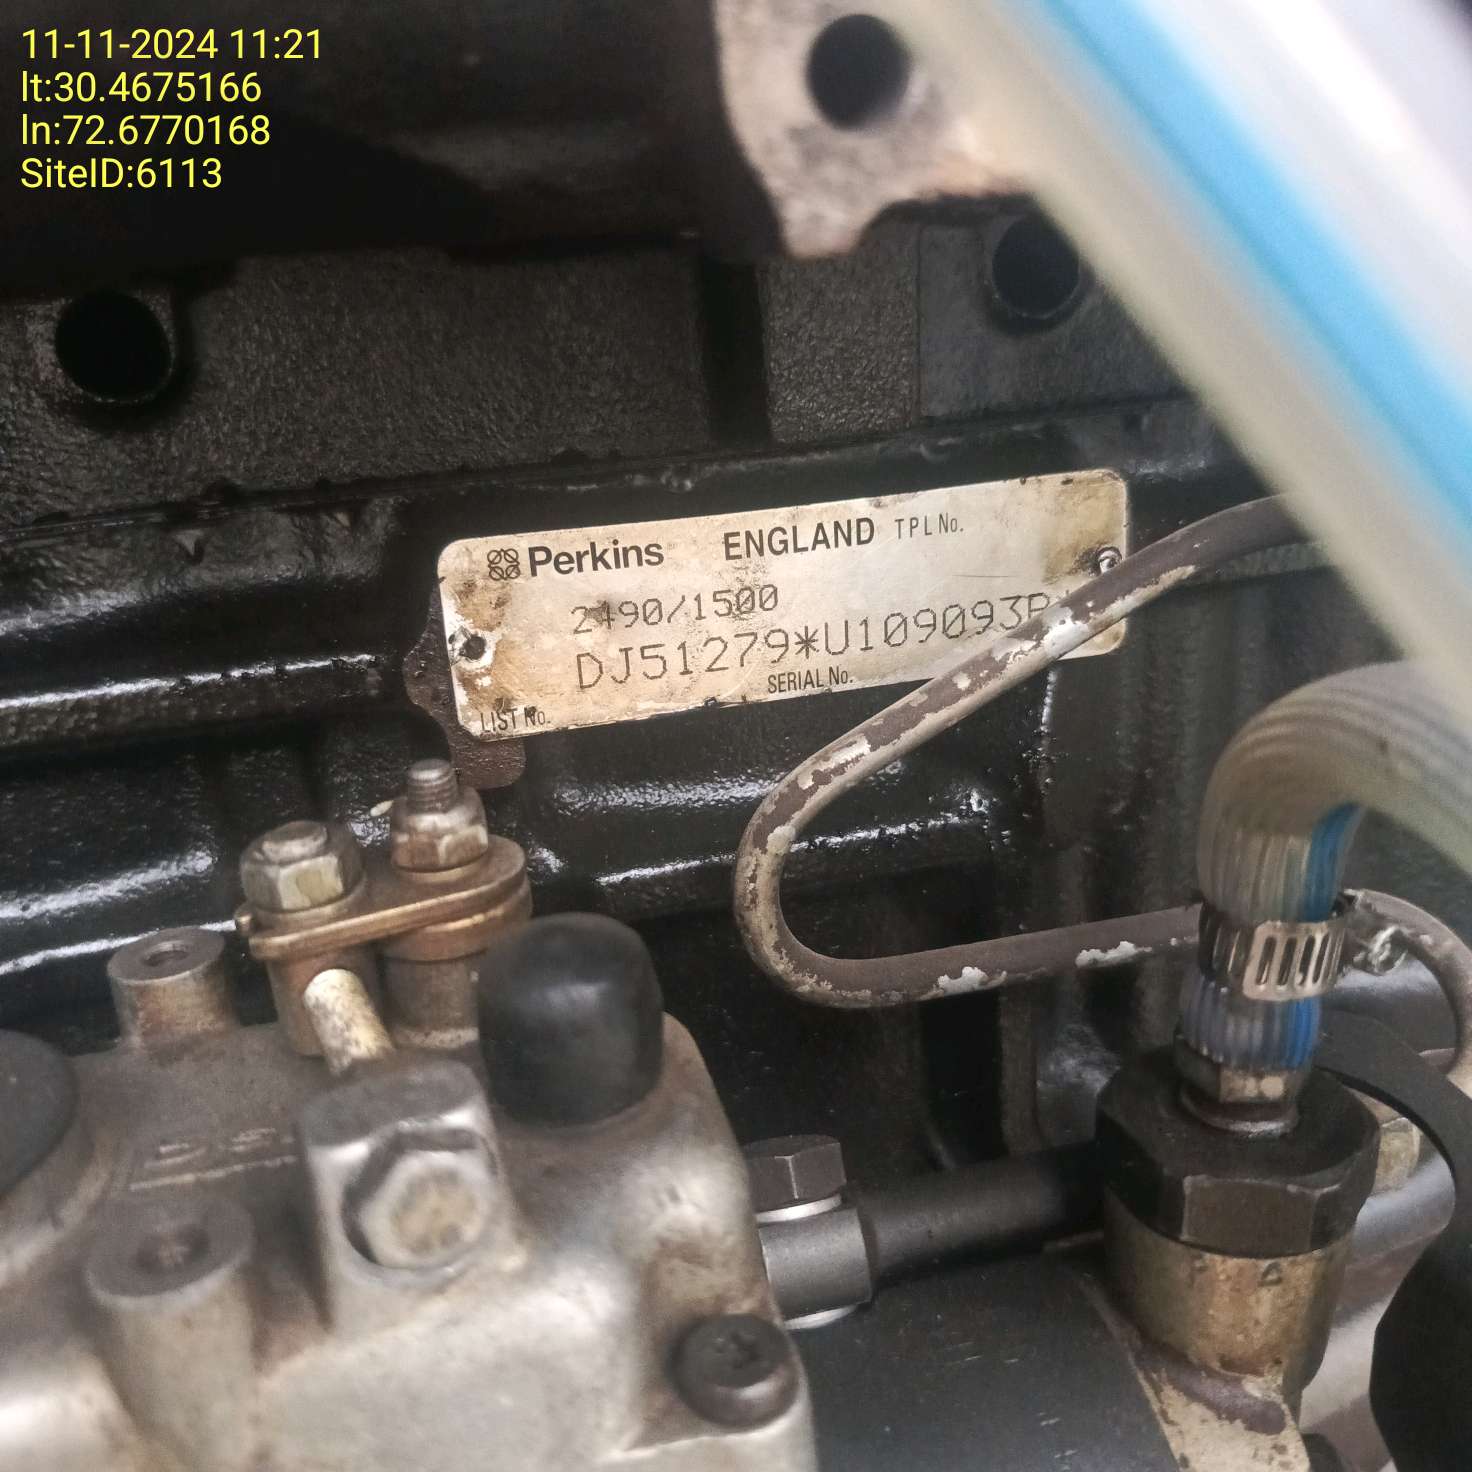 11-11-2024 11:21
lt:30.4675166
ln:72.6770168
SiteID:6113
Perkins ENGLAND TPL No.
2490/1500
DJ51279*U109093
SERIAL No.
LIST No.